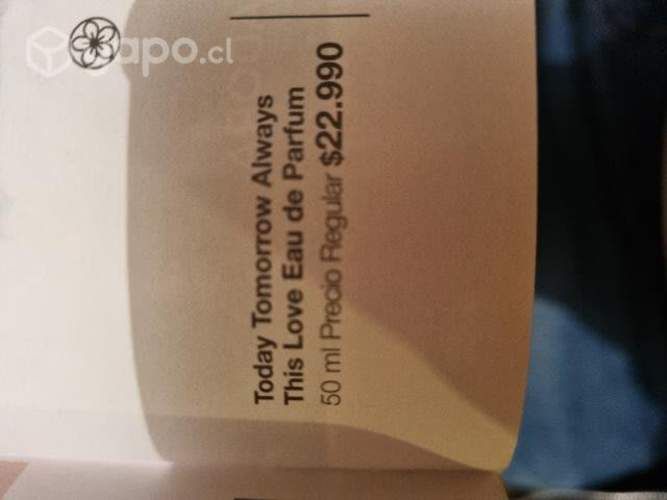 Today Tomorrow Always
This Love Eau de Parfum
50 ml Precio Regular $22.990
yapo.cl